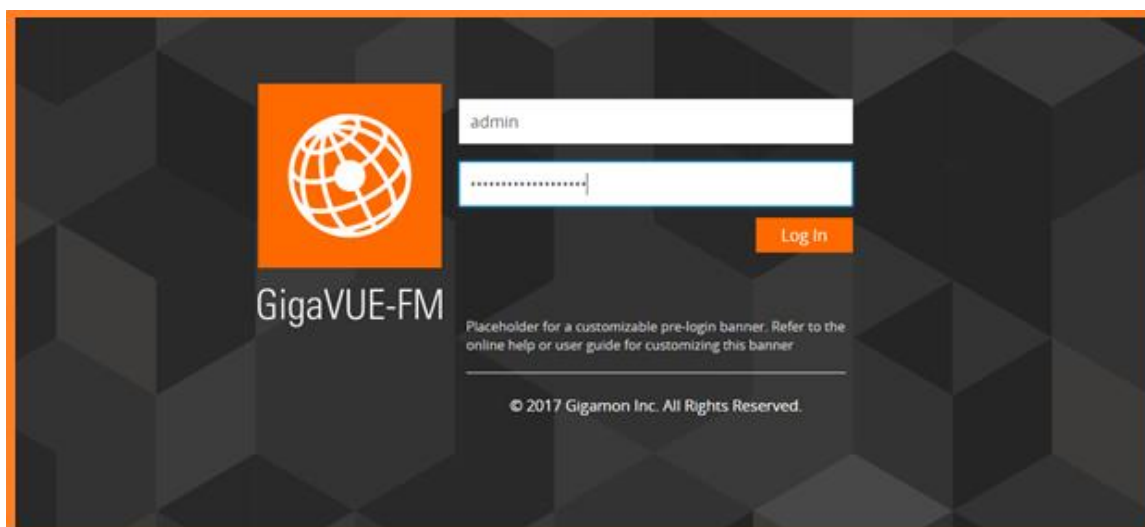 admin
•••••••••••••••••••
Log In
GigaVUE-FM
Placeholder for a customizable pre-login banner. Refer to the
online help or user guide for customizing this banner
© 2017 Gigamon Inc. All Rights Reserved.